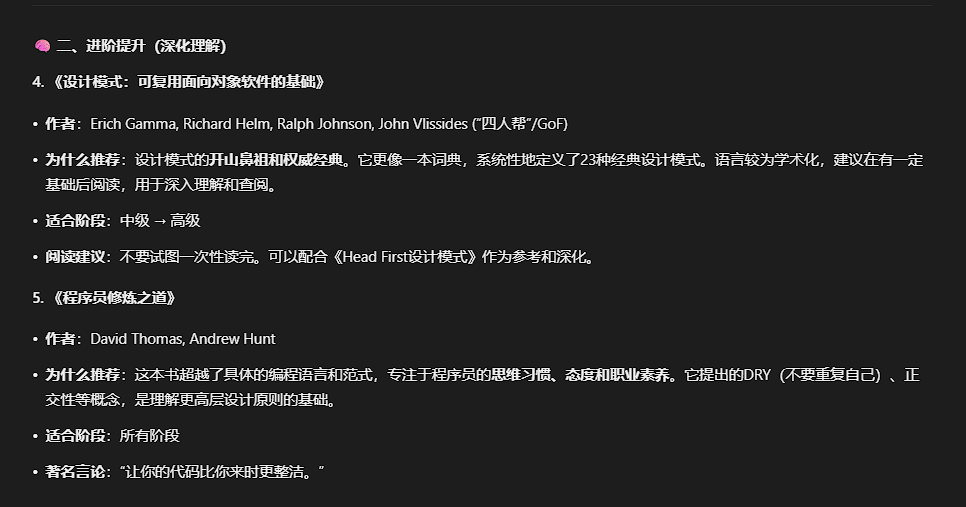 🧠 二、进阶提升（深化理解）
4. 《设计模式：可复用面向对象软件的基础》
• 作者：Erich Gamma, Richard Helm, Ralph Johnson, John Vlissides ("四人帮"/GoF)
• 为什么推荐：设计模式的开山鼻祖和权威经典。它更像一本词典，系统性地定义了23种经典设计模式。语言较为学术化，建议在有一定
基础后阅读，用于深入理解和查阅。
• 适合阶段：中级 → 高级
• 阅读建议：不要试图一次性读完。可以配合《Head First设计模式》作为参考和深化。
5. 《程序员修炼之道》
• 作者：David Thomas, Andrew Hunt
• 为什么推荐：这本书超越了具体的编程语言和范式，专注于程序员的思维习惯、态度和职业素养。它提出的DRY（不要重复自己）、正
交性等概念，是理解更高层设计原则的基础。
• 适合阶段：所有阶段
• 著名言论：“让你的代码比你来时更整洁。”